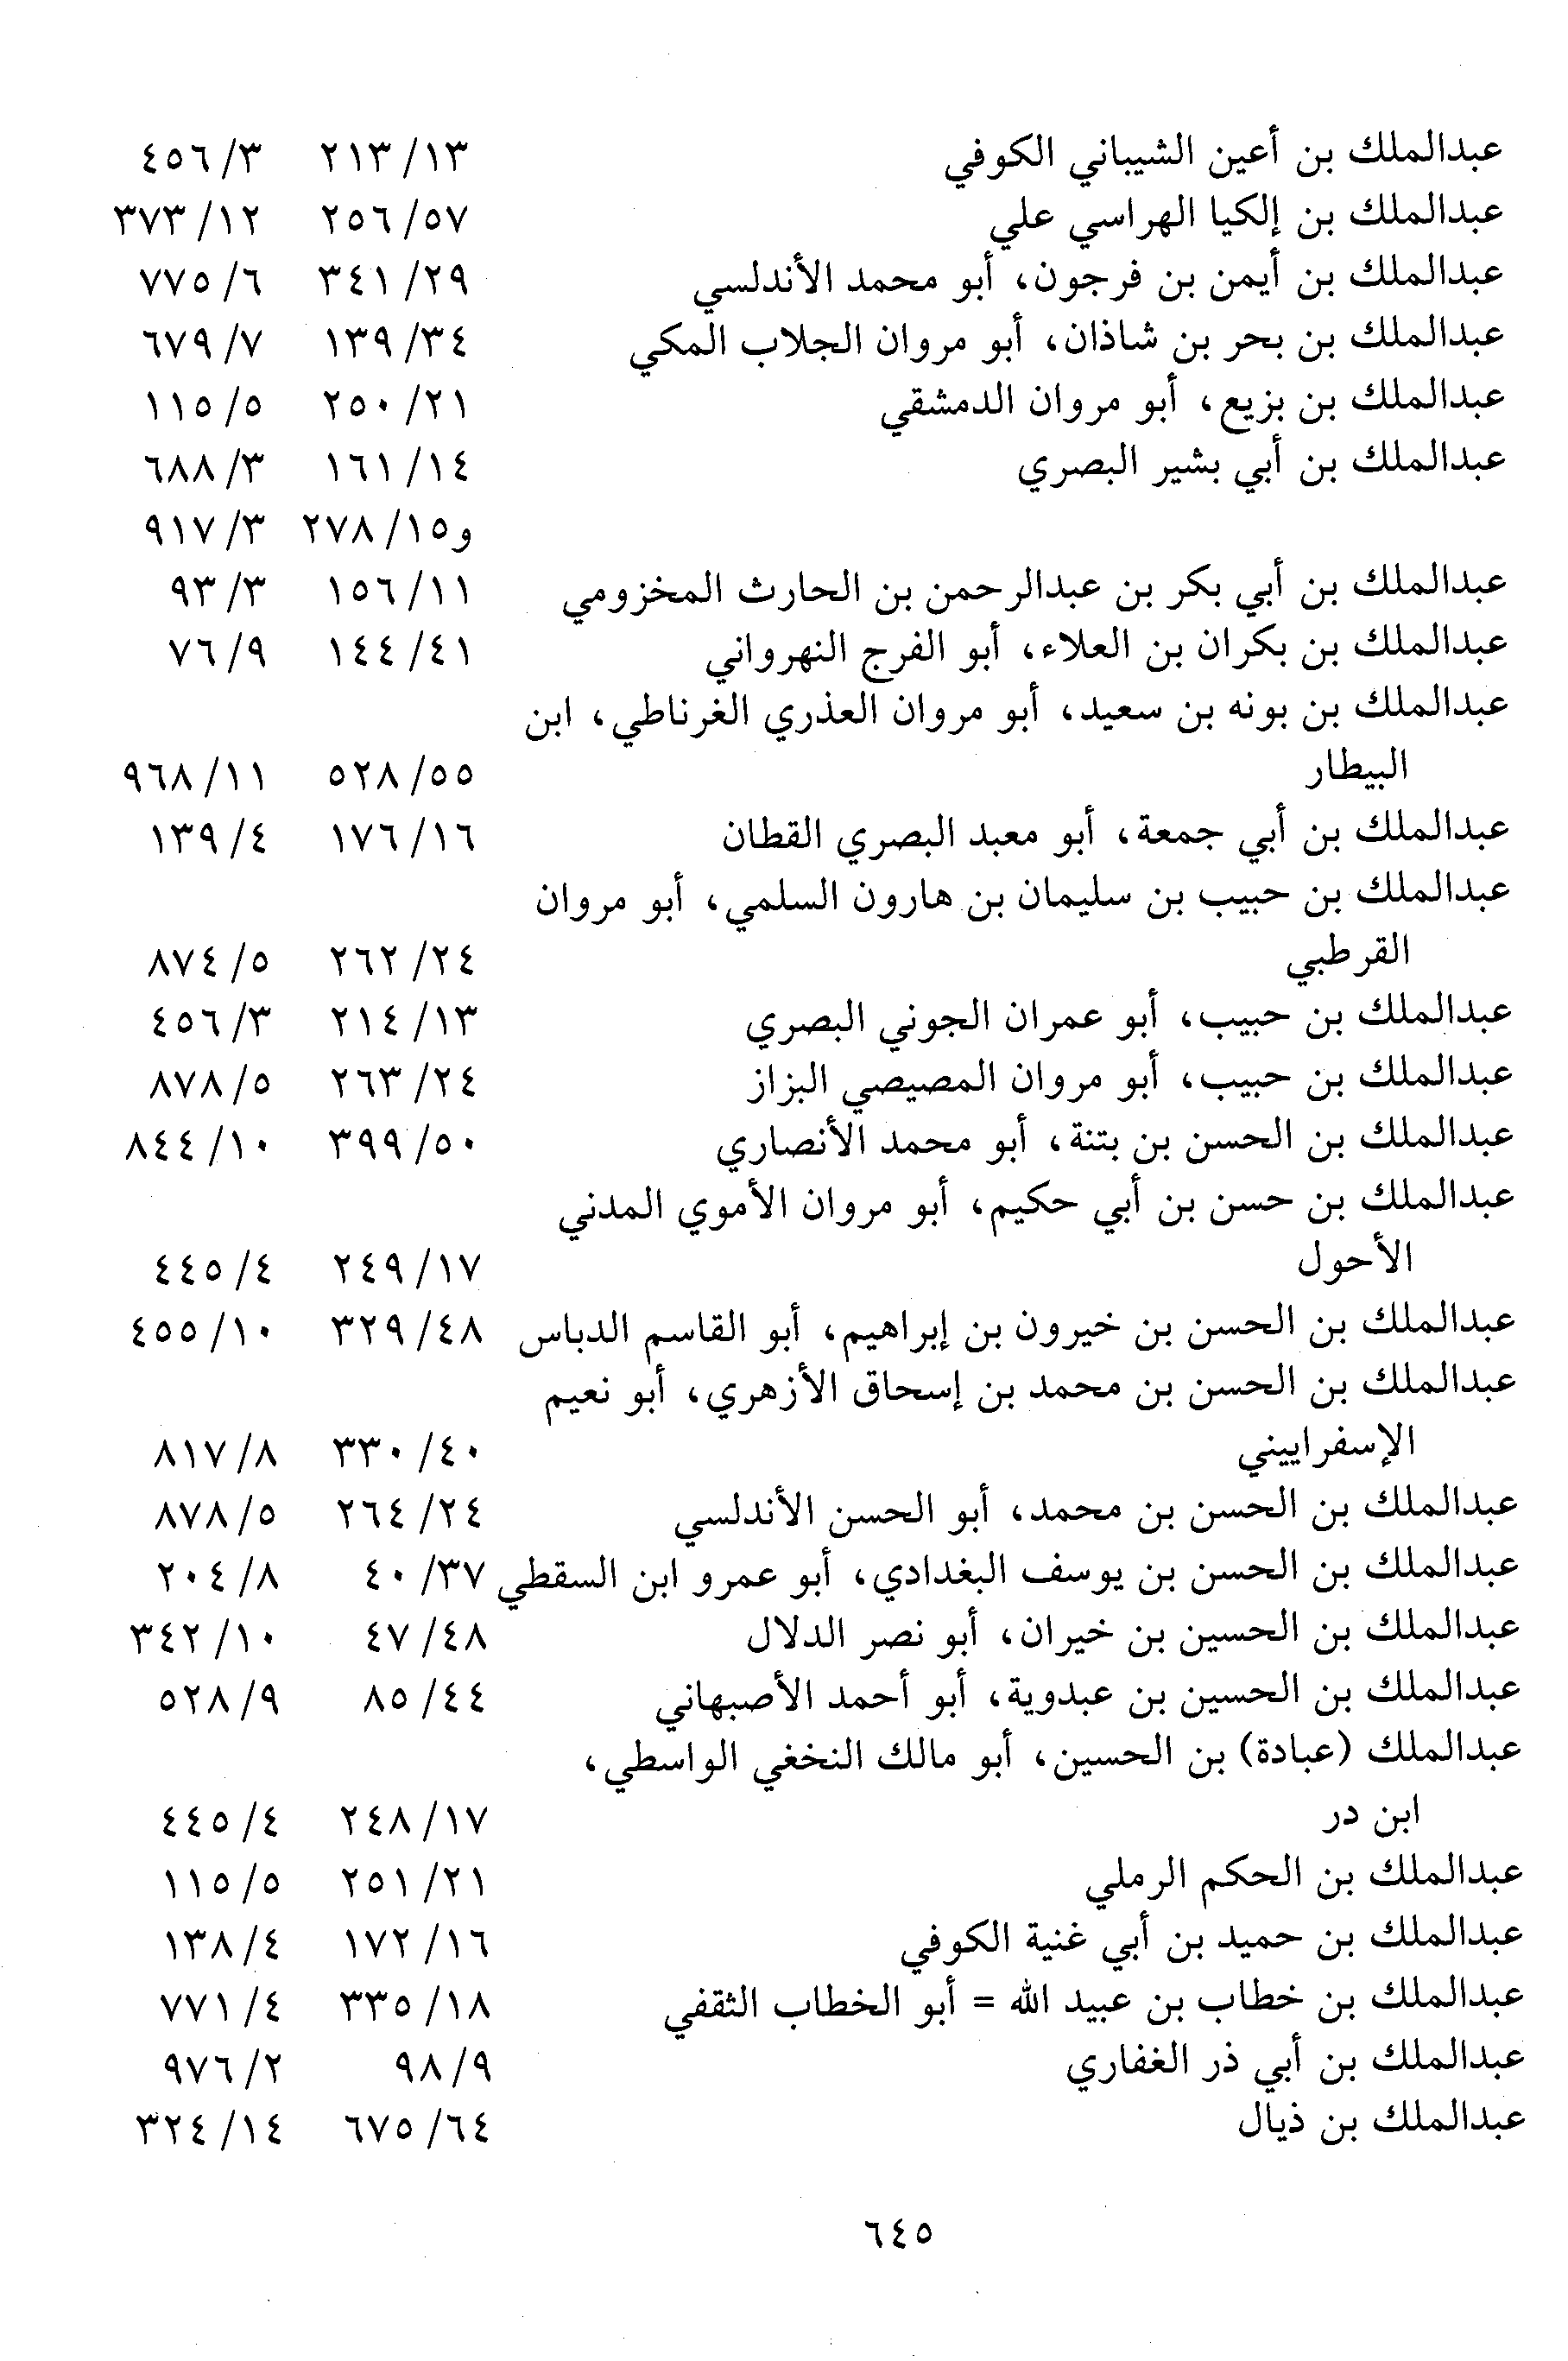 عبدالملك بن أعين الشيباني الكوفي ١٣/ ٢١٣ ٣/ ٤٥٦
عبدالملك بن إلكيا الهراسي علي ٥٧/ ٢٥٦ ١٢/ ٣٧٣
عبدالملك بن أيمن بن فرجون، أبو محمد الأندلسي ٢٩/ ٣٤١ ٦/ ٧٧٥
عبدالملك بن بحر بن شاذان، أبو مروان الجلاب المكي ٣٤/ ١٣٩ ٧/ ٦٧٩
عبدالملك بن بزيع، أبو مروان الدمشقي ٢١/ ٢٥٠ ٥/ ١١٥
عبدالملك بن أبي بشير البصري ١٤/ ١٦١ ٣/ ٦٨٨
و١٥/ ٢٧٨ ٣/ ٩١٧
عبدالملك بن أبي بكر بن عبدالرحمن بن الحارث المخزومي ١١/ ١٥٦ ٣/ ٩٣
عبدالملك بن بكران بن العلاء، أبو الفرج النهرواني ٤١/ ١٤٤ ٩/ ٧٦
عبدالملك بن بونه بن سعيد، أبو مروان العذري الغرناطي، ابن
البيطار ٥٥/ ٥٢٨ ١١/ ٩٦٨
عبدالملك بن أبي جمعة، أبو معبد البصري القطان ١٦/ ١٧٦ ٤/ ١٣٩
عبدالملك بن حبيب بن سليمان بن هارون السلمي، أبو مروان
القرطبي ٢٤/ ٢٦٢ ٥/ ٨٧٤
عبدالملك بن حبيب، أبو عمران الجوني البصري ١٣/ ٢١٤ ٣/ ٤٥٦
عبدالملك بن حبيب، أبو مروان المصيصي البزاز ٢٤/ ٢٦٣ ٥/ ٨٧٨
عبدالملك بن الحسن بن بتنة، أبو محمد الأنصاري ٥٠/ ٣٩٩ ١٠/ ٨٤٤
عبدالملك بن حسن بن أبي حكيم، أبو مروان الأموي المدني
الأحول ١٧/ ٢٤٩ ٤/ ٤٤٥
عبدالملك بن الحسن بن خيرون بن إبراهيم، أبو القاسم الدباس ٤٨/ ٣٢٩ ١٠/ ٤٥٥
عبدالملك بن الحسن بن محمد بن إسحاق الأزهري، أبو نعيم
الإسفراييني ٤٠/ ٣٣٠ ٨/ ٨١٧
عبدالملك بن الحسن بن محمد، أبو الحسن الأندلسي ٢٤/ ٢٦٤ ٥/ ٨٧٨
عبدالملك بن الحسن بن يوسف البغدادي، أبو عمرو ابن السقطي ٣٧/ ٤٠ ٨/ ٢٠٤
عبدالملك بن الحسين بن خيران، أبو نصر الدلال ٤٨/ ٤٧ ١٠/ ٣٤٢
عبدالملك بن الحسين بن عبدوية، أبو أحمد الأصبهاني ٤٤/ ٨٥ ٩/ ٥٢٨
عبدالملك (عبادة) بن الحسين، أبو مالك النخغي الواسطي،
ابن در ١٧/ ٢٤٨ ٤/ ٤٤٥
عبدالملك بن الحكم الرملي ٢١/ ٢٥١ ٥/ ١١٥
عبدالملك بن حميد بن أبي غنية الكوفي ١٦/ ١٧٢ ٤/ ١٣٨
عبدالملك بن خطاب بن عبيد الله = أبو الخطاب الثقفي ١٨/ ٣٣٥ ٤/ ٧٧١
عبدالملك بن أبي ذر الغفاري ٩/ ٩٨ ٢/ ٩٧٦
عبدالملك بن ذيال ٦٤/ ٦٧٥ ١٤/ ٣٢٤
٦٤٥